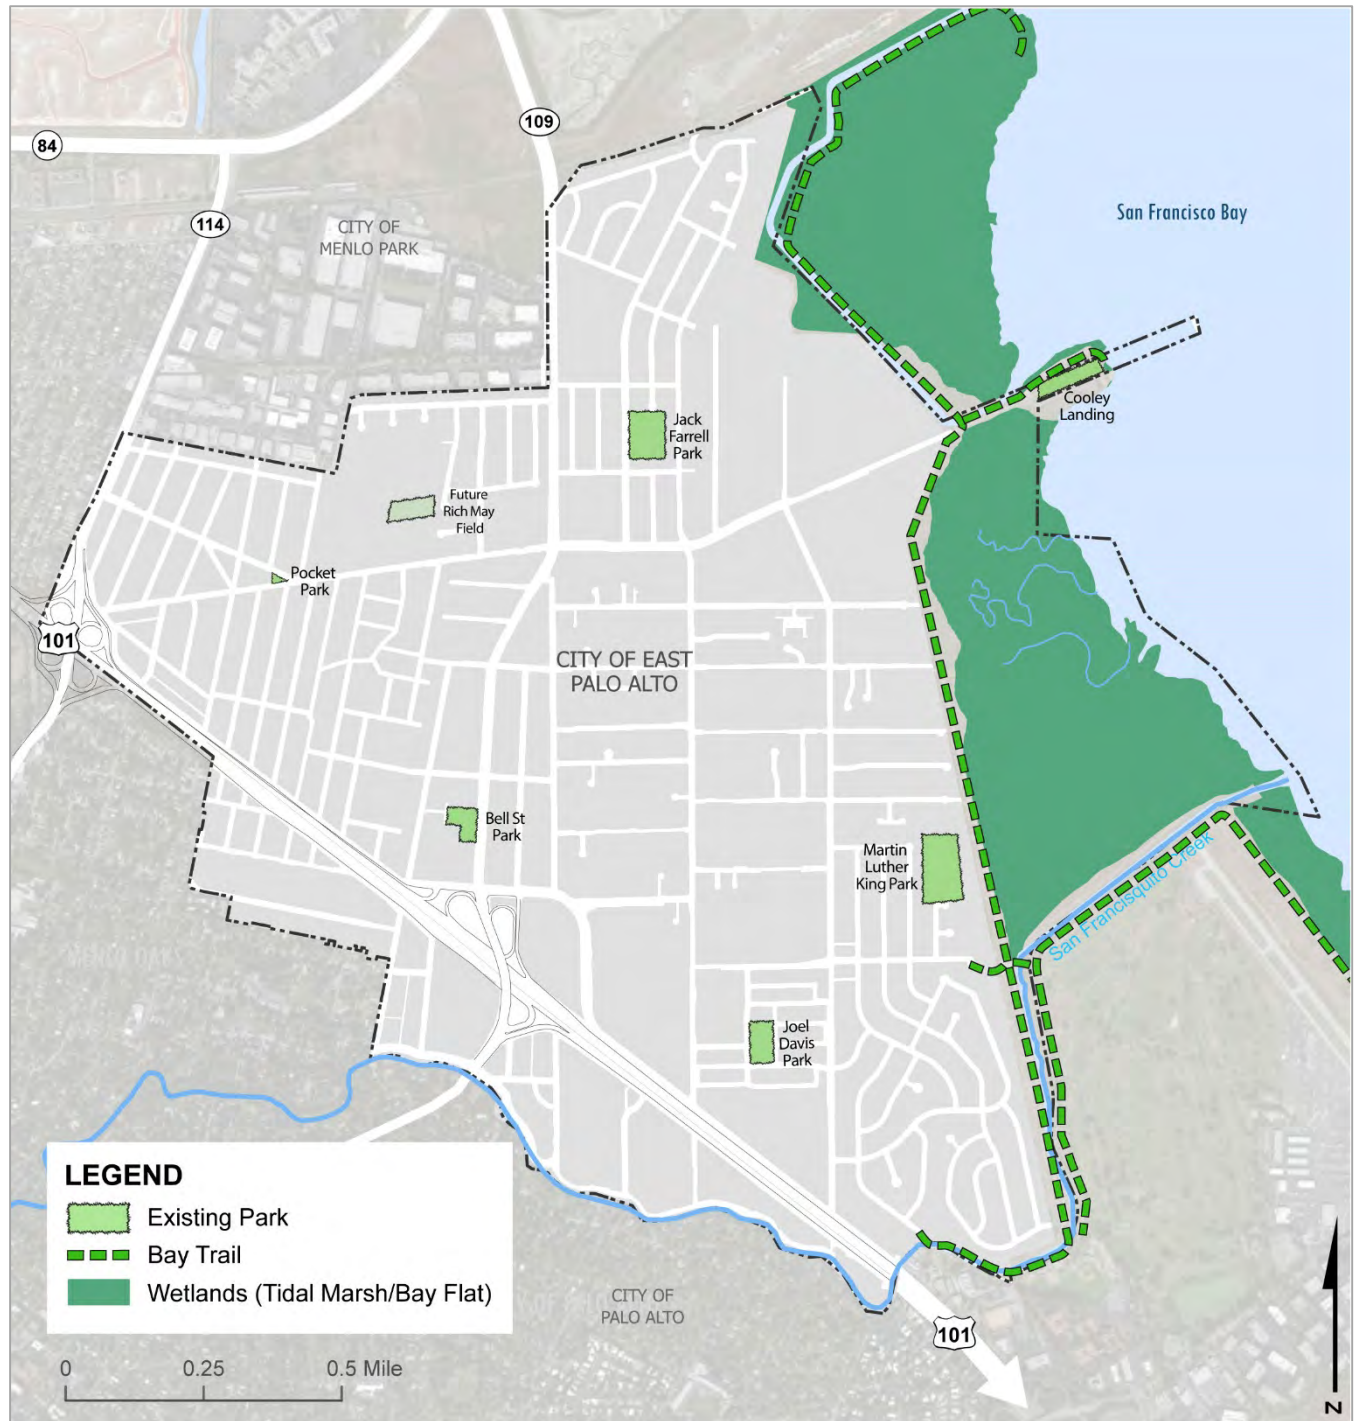 84
109
114
CITY OF
MENLO PARK
San Francisco Bay
Cooley
Landing
Jack
Farrell
Park
Future
Rich May
Field
Pocket
Park
101
CITY OF EAST
PALO ALTO
Bell St
Park
Martin
Luther
King Park
San Francisquito Creek
Joel
Davis
Park
LEGEND
Existing Park
Bay Trail
Wetlands (Tidal Marsh/Bay Flat)
CITY OF
PALO ALTO
101
0 0.25 0.5 Mile
N